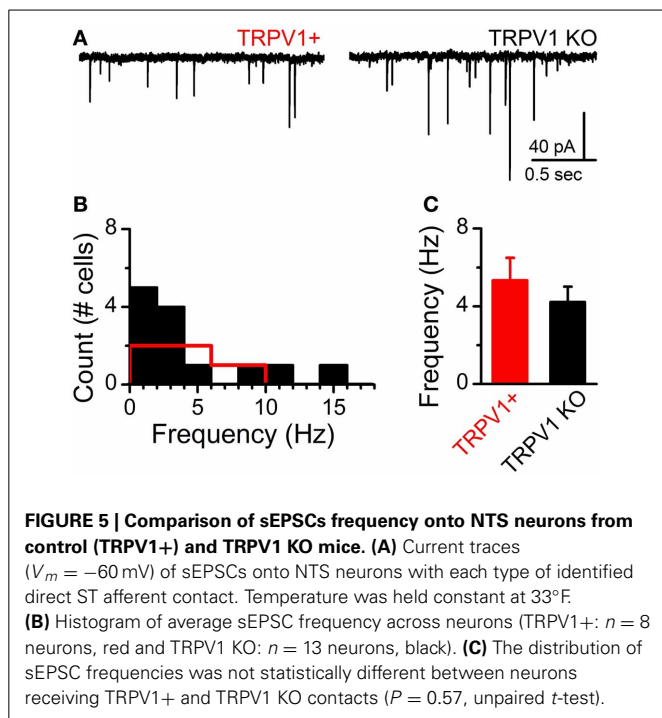 A
TRPV1+
TRPV1 KO
40 pA
0.5 sec
B
8
4
0
Count (# cells)
0 5 10 15
Frequency (Hz)
C
8
4
0
Frequency (Hz)
TRPV1+
TRPV1 KO
FIGURE 5 | Comparison of sEPSCs frequency onto NTS neurons from
control (TRPV1+) and TRPV1 KO mice. (A) Current traces
(Vm = −60 mV) of sEPSCs onto NTS neurons with each type of identified
direct ST afferent contact. Temperature was held constant at 33°F.
(B) Histogram of average sEPSC frequency across neurons (TRPV1+: n = 8
neurons, red and TRPV1 KO: n = 13 neurons, black). (C) The distribution of
sEPSC frequencies was not statistically different between neurons
receiving TRPV1+ and TRPV1 KO contacts (P = 0.57, unpaired t-test).